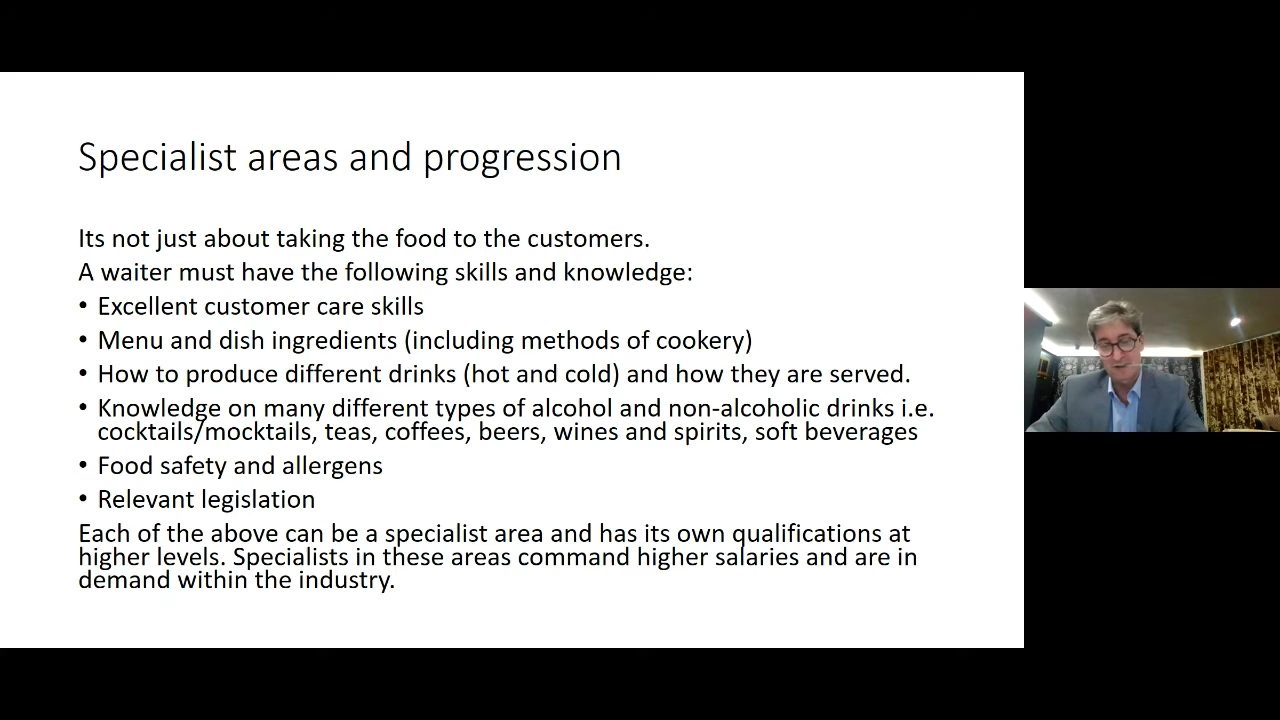 Specialist areas and progression
Its not just about taking the food to the customers.
A waiter must have the following skills and knowledge:
• Excellent customer care skills
• Menu and dish ingredients (including methods of cookery)
• How to produce different drinks (hot and cold) and how they are served.
• Knowledge on many different types of alcohol and non-alcoholic drinks i.e.
cocktails/mocktails, teas, coffees, beers, wines and spirits, soft beverages
• Food safety and allergens
• Relevant legislation
Each of the above can be a specialist area and has its own qualifications at
higher levels. Specialists in these areas command higher salaries and are in
demand within the industry.